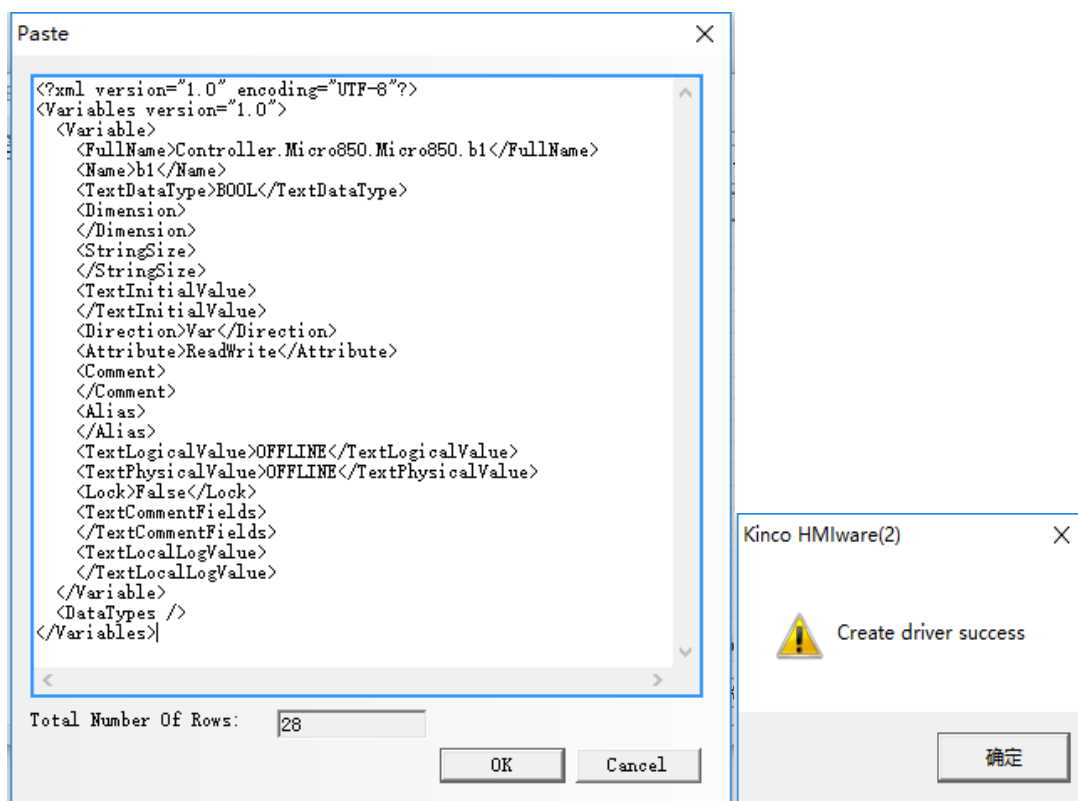 Paste
<?xml version="1.0" encoding="UTF-8"?>
<Variables version="1.0">
  <Variable>
    <FullName>Controller.Micro850.Micro850.b1</FullName>
    <Name>b1</Name>
    <TextDataType>BOOL</TextDataType>
    <Dimension>
    </Dimension>
    <StringSize>
    </StringSize>
    <TextInitialValue>
    </TextInitialValue>
    <Direction>Var</Direction>
    <Attribute>ReadWrite</Attribute>
    <Comment>
    </Comment>
    <Alias>
    </Alias>
    <TextLogicalValue>OFFLINE</TextLogicalValue>
    <TextPhysicalValue>OFFLINE</TextPhysicalValue>
    <Lock>False</Lock>
    <TextCommentFields>
    </TextCommentFields>
    <TextLocalLogValue>
    </TextLocalLogValue>
  </Variable>
  <DataTypes />
</Variables>
Total Number Of Rows: 28
OK Cancel
Kinco HMIware(2)
Create driver success
确定